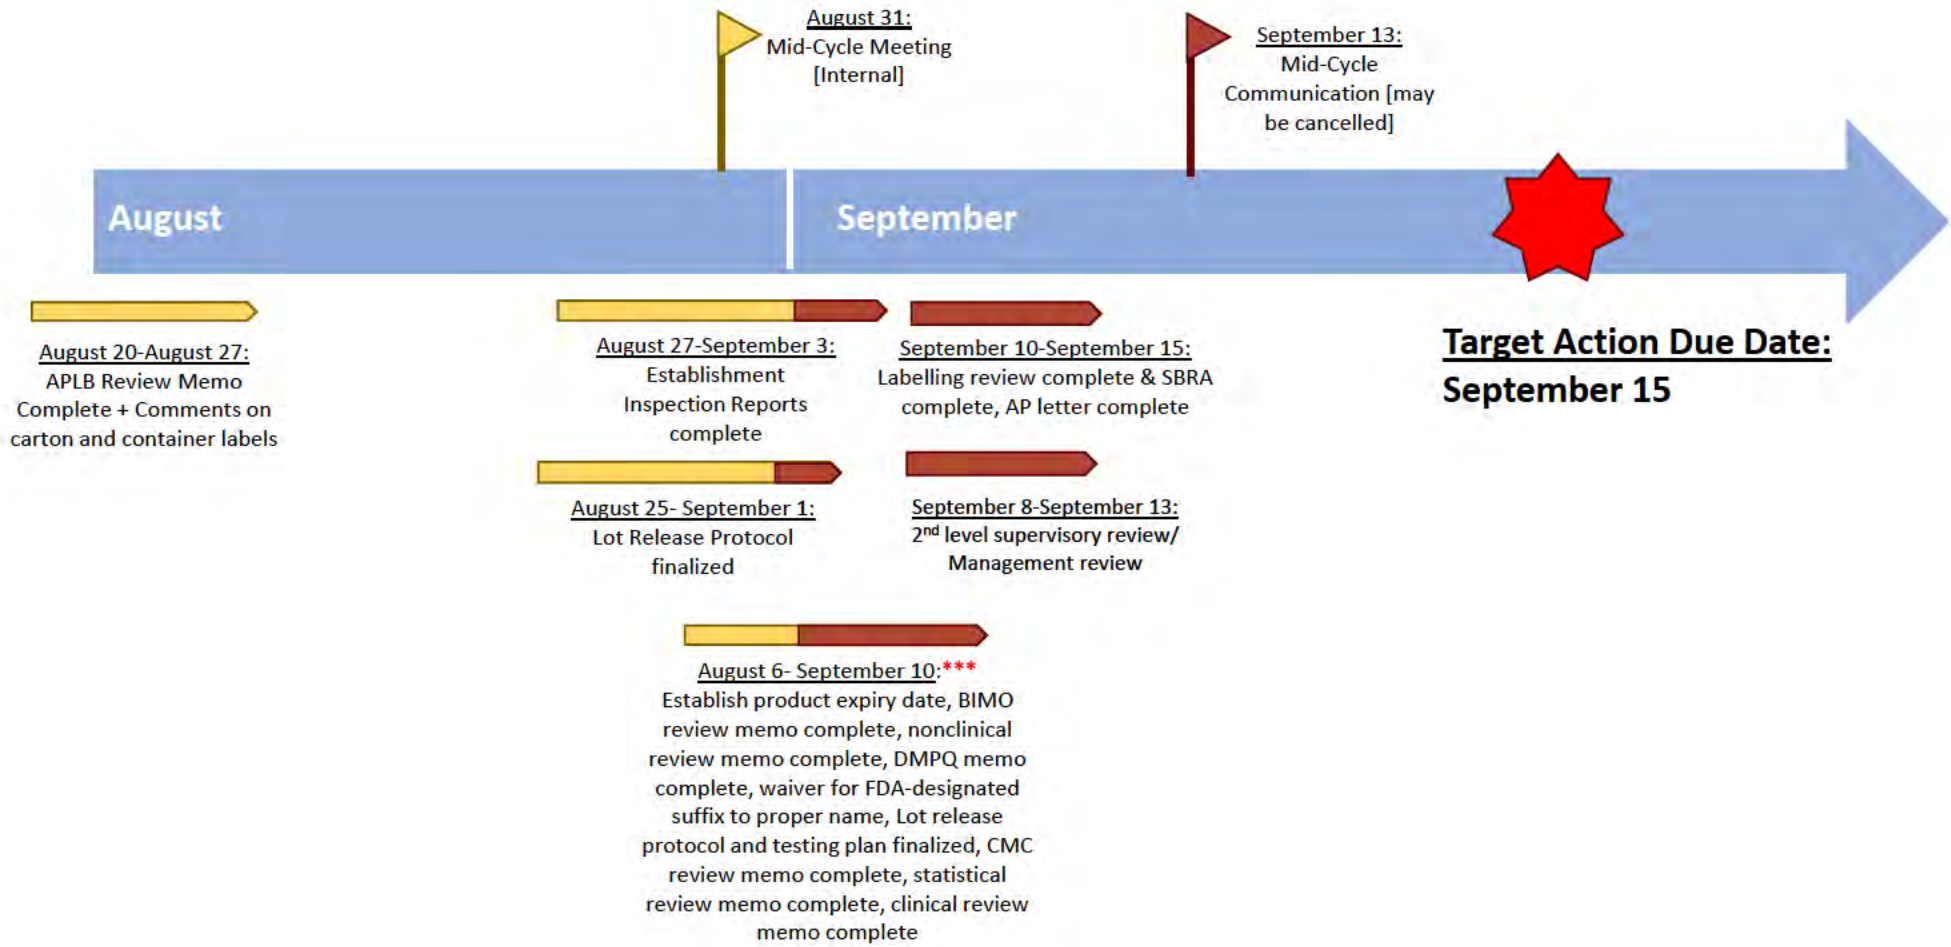 August 31:
Mid-Cycle Meeting
[Internal]
September 13:
Mid-Cycle
Communication [may
be cancelled]
August
September
August 20-August 27:
APLB Review Memo
Complete + Comments on
carton and container labels
August 27-September 3:
Establishment
Inspection Reports
complete
September 10-September 15:
Labelling review complete & SBRA
complete, AP letter complete
Target Action Due Date:
September 15
August 25- September 1:
Lot Release Protocol
finalized
September 8-September 13:
2nd level supervisory review/
Management review
August 6- September 10:***
Establish product expiry date, BIMO
review memo complete, nonclinical
review memo complete, DMPQ memo
complete, waiver for FDA-designated
suffix to proper name, Lot release
protocol and testing plan finalized, CMC
review memo complete, statistical
review memo complete, clinical review
memo complete